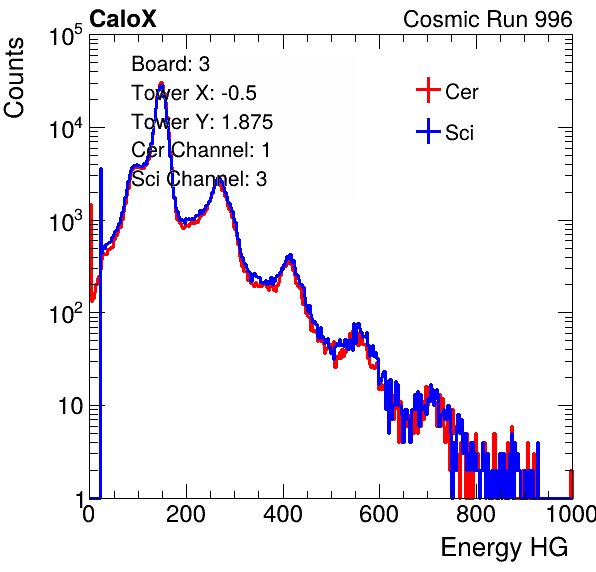 CaloX Cosmic Run 996
Counts
10^5
10^4
10^3
10^2
10
1
Board: 3
Tower X: -0.5
Tower Y: 1.875
Cer Channel: 1
Sci Channel: 3
Cer
Sci
0 200 400 600 800 1000
Energy HG